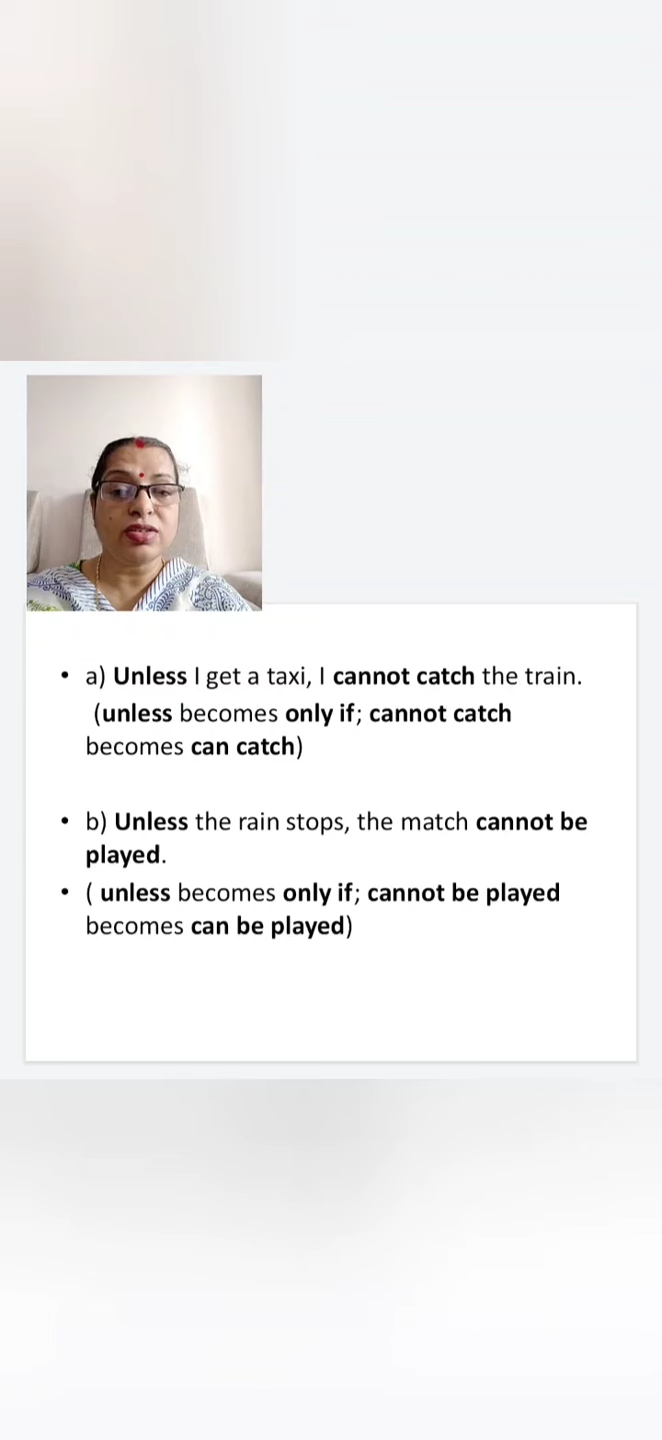 • a) Unless I get a taxi, I cannot catch the train.
(unless becomes only if; cannot catch
becomes can catch)
• b) Unless the rain stops, the match cannot be
played.
• ( unless becomes only if; cannot be played
becomes can be played)